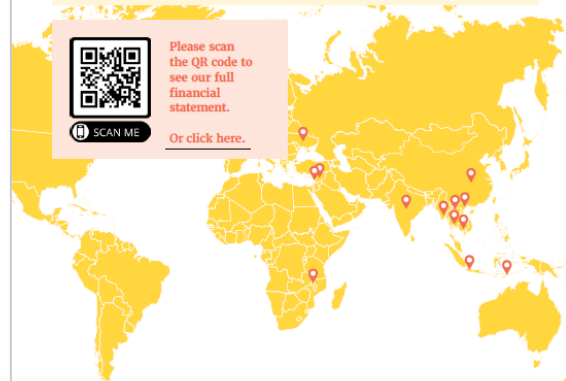 Please scan
the QR code to
see our full
financial
statement.
Or click here.
SCAN ME